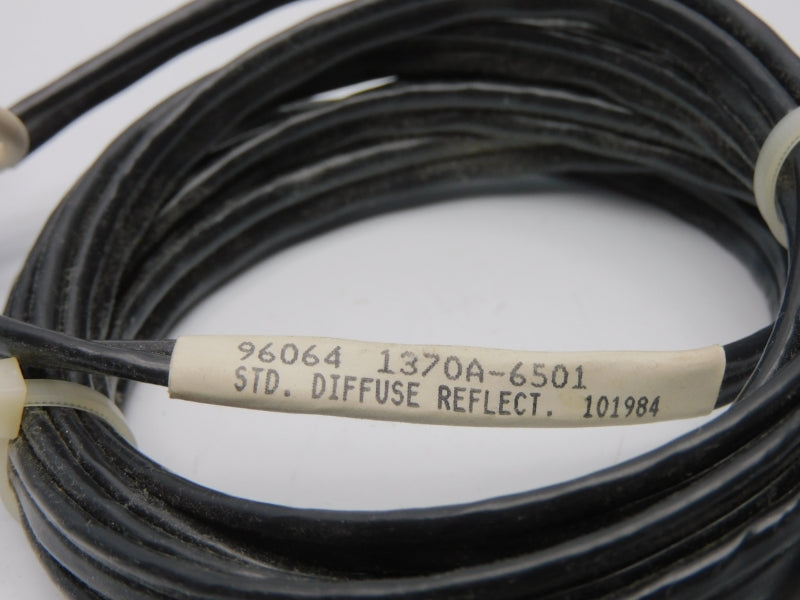 96064 1370A-6501
STD. DIFFUSE REFLECT. 101984